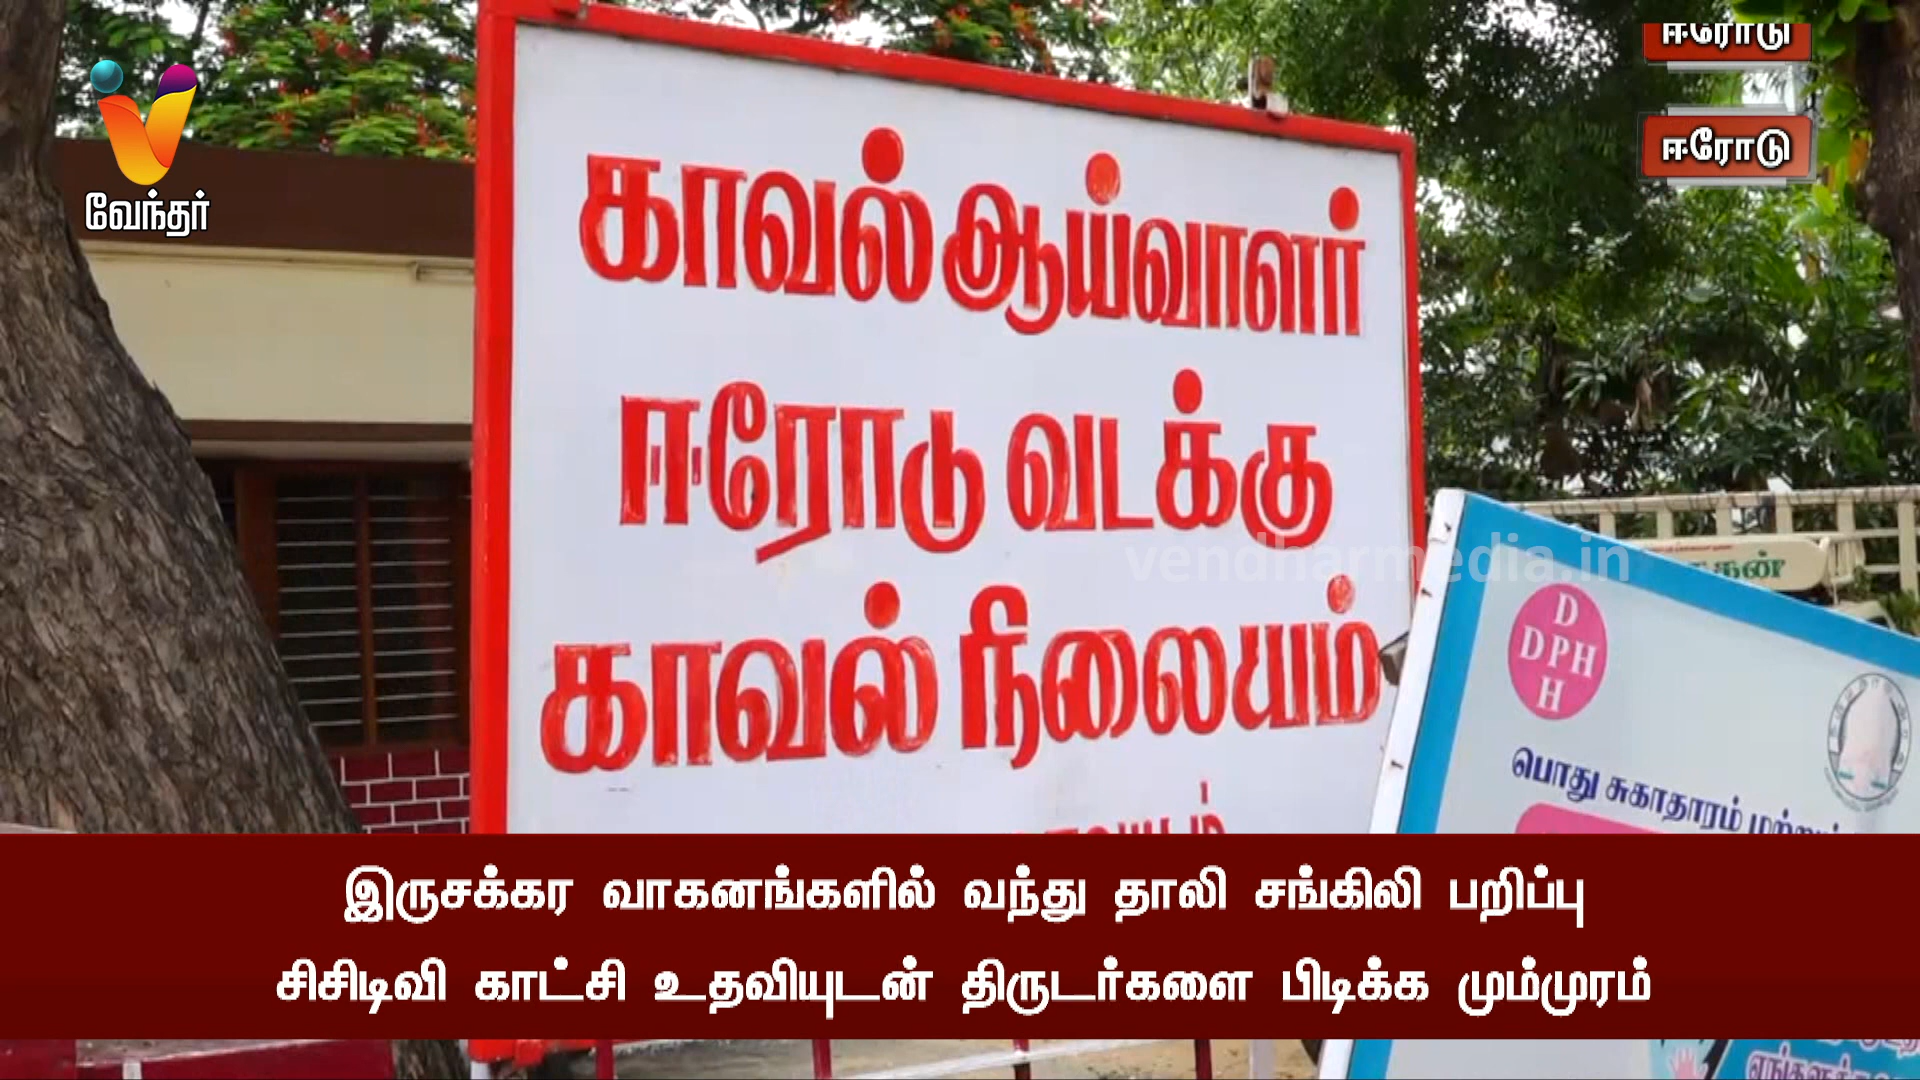 ஈரோடு
ஈரோடு
வேந்தர்
காவல் ஆய்வாளர்
ஈரோடு வடக்கு
காவல் நிலையம்
vendharmedia.in
D
DPH
H
பொது சுகாதாரம் மற்றும்
இருசக்கர வாகனங்களில் வந்து தாலி சங்கிலி பறிப்பு
சிசிடிவி காட்சி உதவியுடன் திருடர்களை பிடிக்க மும்முரம்